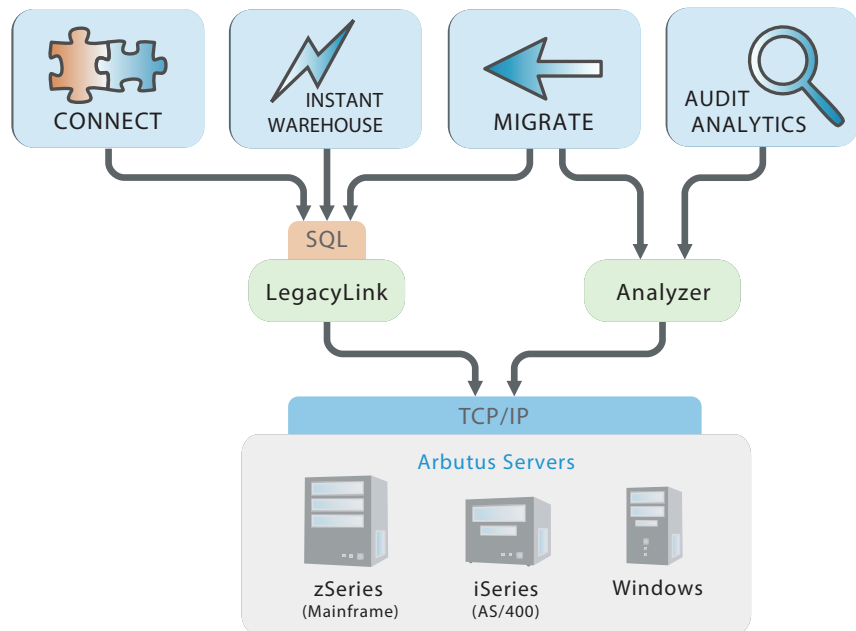 CONNECT
INSTANT
WAREHOUSE
MIGRATE
AUDIT
ANALYTICS
SQL
LegacyLink
Analyzer
TCP/IP
Arbutus Servers
zSeries
(Mainframe)
iSeries
(AS/400)
Windows